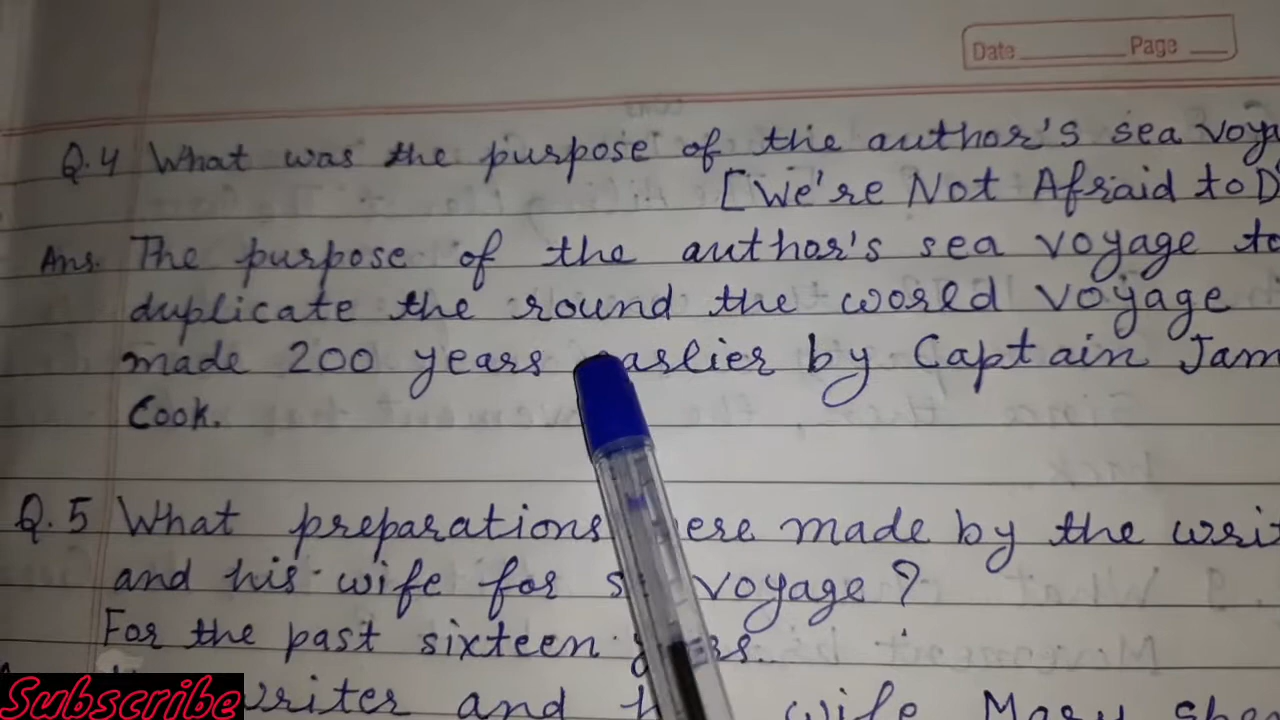 Date Page
Q.4 What was the purpose of the author's sea voya
[We're Not Afraid to D
Ans. The purpose of the author's sea voyage to
duplicate the round the world voyage
made 200 years earlier by Captain Jam
Cook.
Q.5 What preparations were made by the writ
and his wife for voyage?
For the past sixteen years
writer and wife Mary
Subscribe